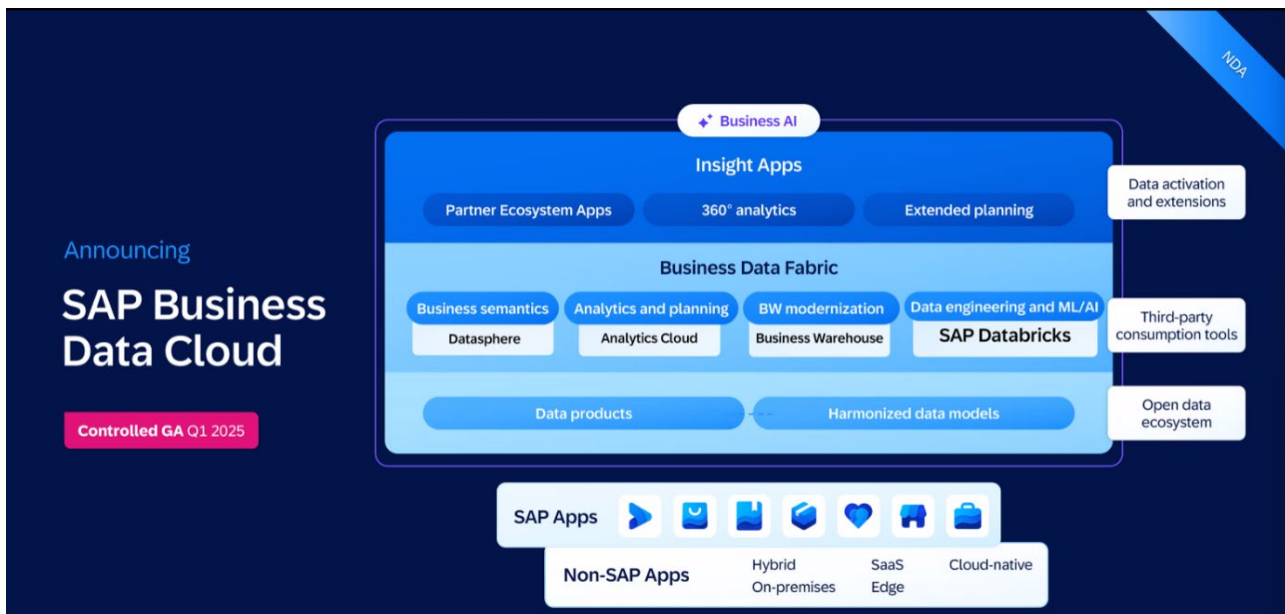 NDA
Announcing
SAP Business
Data Cloud
Controlled GA Q1 2025
Business AI
Insight Apps
Partner Ecosystem Apps
360° analytics
Extended planning
Data activation
and extensions
Business Data Fabric
Business semantics
Analytics and planning
BW modernization
Data engineering and ML/AI
Datasphere
Analytics Cloud
Business Warehouse
SAP Databricks
Third-party
consumption tools
Data products
Harmonized data models
Open data
ecosystem
SAP Apps
Non-SAP Apps
Hybrid
SaaS
Cloud-native
On-premises
Edge